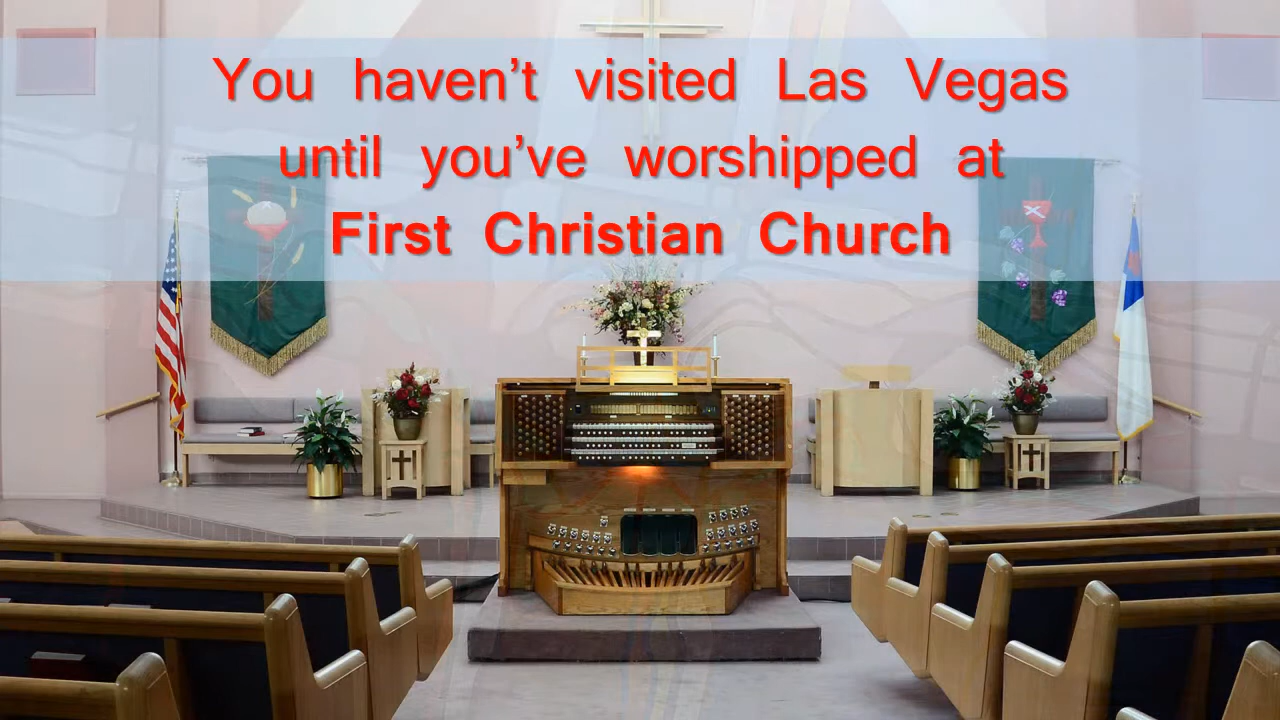 You haven’t visited Las Vegas
until you’ve worshipped at
First Christian Church